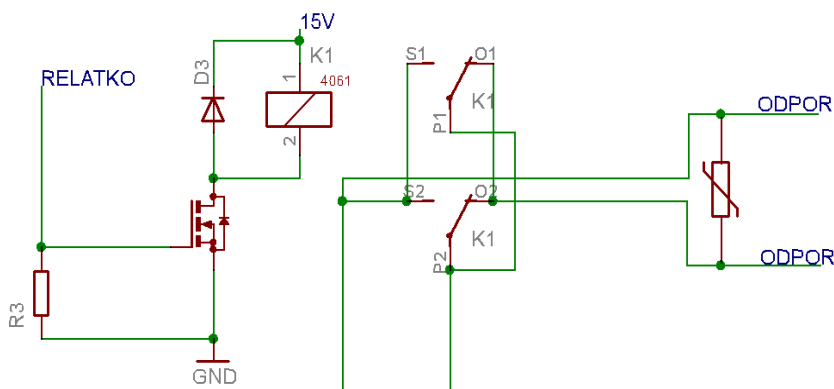 15V
K1
D3
RELATKO
1
4061
2
R3
GND
S1
O1
K1
P1
S2
O2
K1
P2
ODPOR
ODPOR